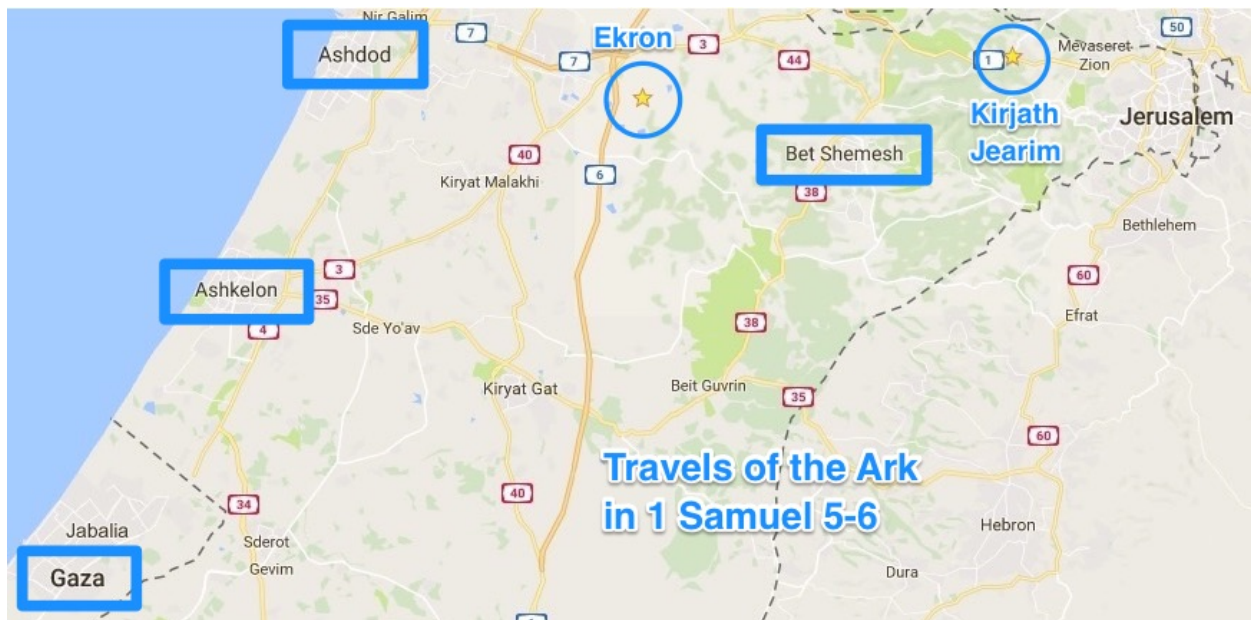 Nir Galim
Ashdod
7
7
Ekron
3
44
1
Mevaseret
Zion
50
Kirjath
Jearim
Jerusalem
Bet Shemesh
40
Kiryat Malakhi
6
38
Bethlehem
Ashkelon
3
35
4
Sde Yo'av
60
Efrat
38
Kiryat Gat
Beit Guvrin
35
60
Travels of the Ark
in 1 Samuel 5-6
40
34
Jabalia
Sderot
Gevim
Gaza
Hebron
Dura